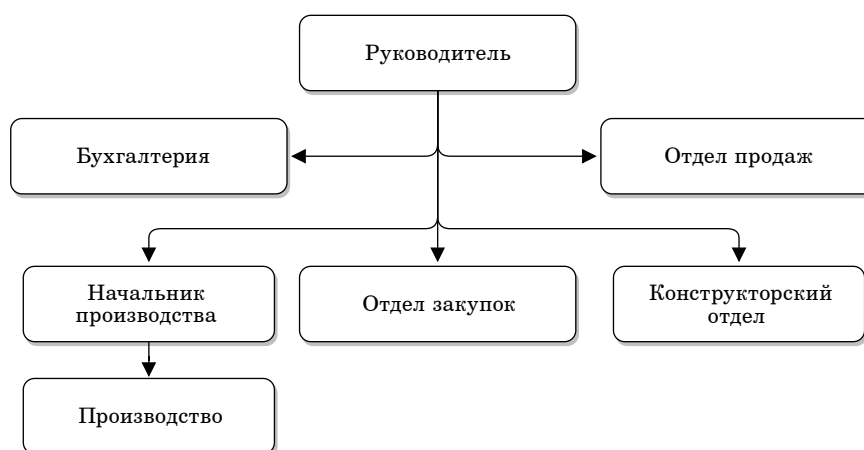 Руководитель
Бухгалтерия
Отдел продаж
Начальник
производства
Отдел закупок
Конструкторский
отдел
Производство